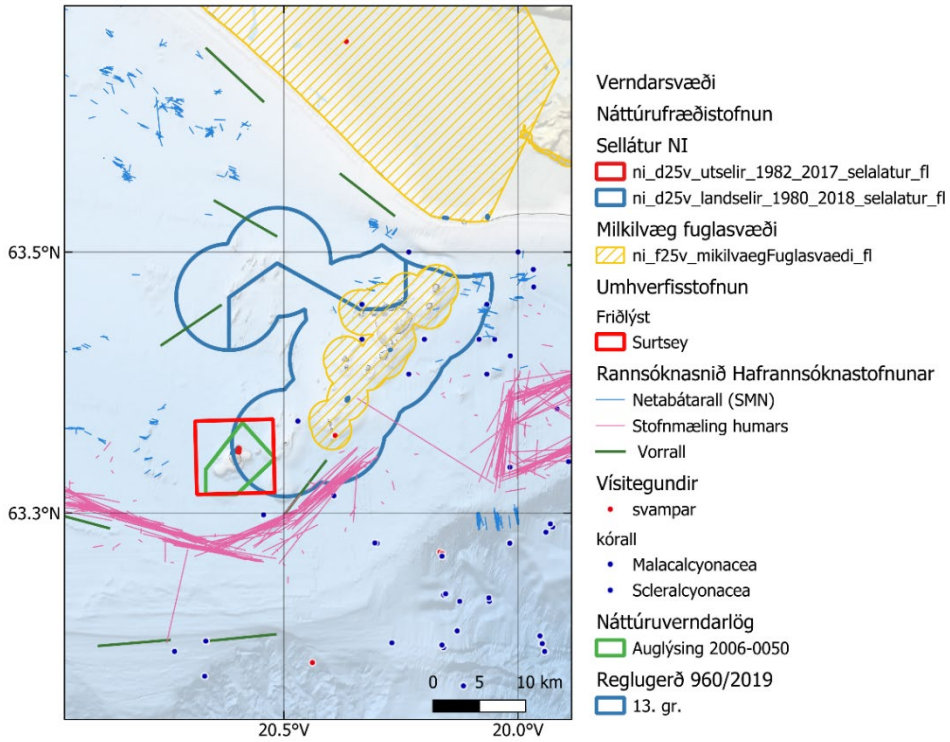 63.5°N
63.3°N
20.5°V
20.0°V
0 5 10 km
Verndarsvæði
Náttúrufræðistofnun
Sellátur NI
ni_d25v_utselir_1982_2017_selalatur_fl
ni_d25v_landselir_1980_2018_selalatur_fl
Milkilvæg fuglasvæði
ni_f25v_mikilvaegFuglasvaedi_fl
Umhverfisstofnun
Friðlýst
Surtsey
Rannsóknasnið Hafrannsóknastofnunar
Netabátarall (SMN)
Stofnmæling humars
Vorrall
Vísitegundir
svampar
kórall
Malacalcyonacea
Scleralcyonacea
Náttúruverndarlög
Auglýsing 2006-0050
Reglugerð 960/2019
13. gr.